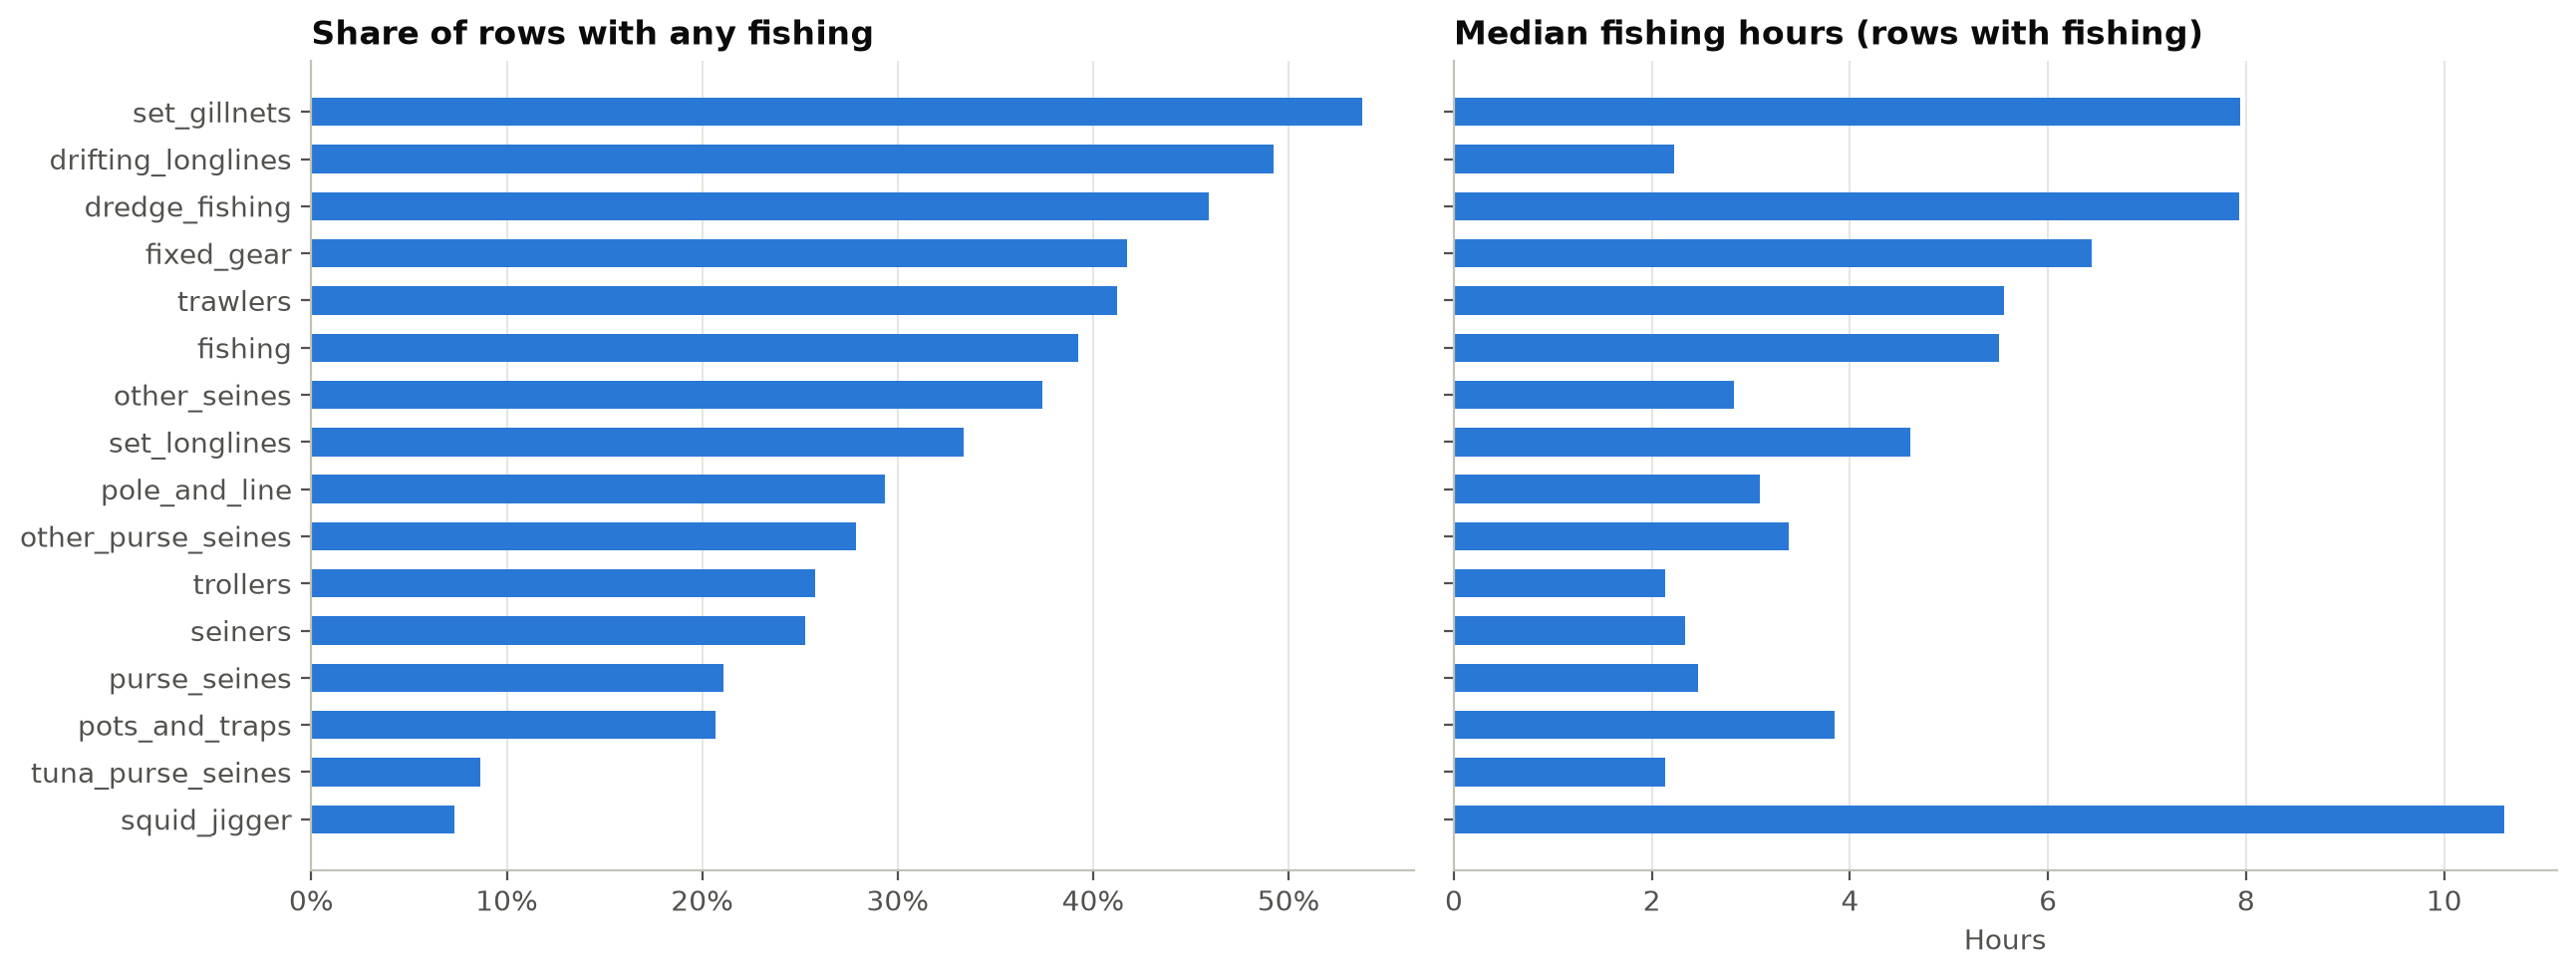 Share of rows with any fishing
set_gillnets
drifting_longlines
dredge_fishing
fixed_gear
trawlers
fishing
other_seines
set_longlines
pole_and_line
other_purse_seines
trollers
seiners
purse_seines
pots_and_traps
tuna_purse_seines
squid_jigger
0% 10% 20% 30% 40% 50%
Median fishing hours (rows with fishing)
0 2 4 6 8 10
Hours